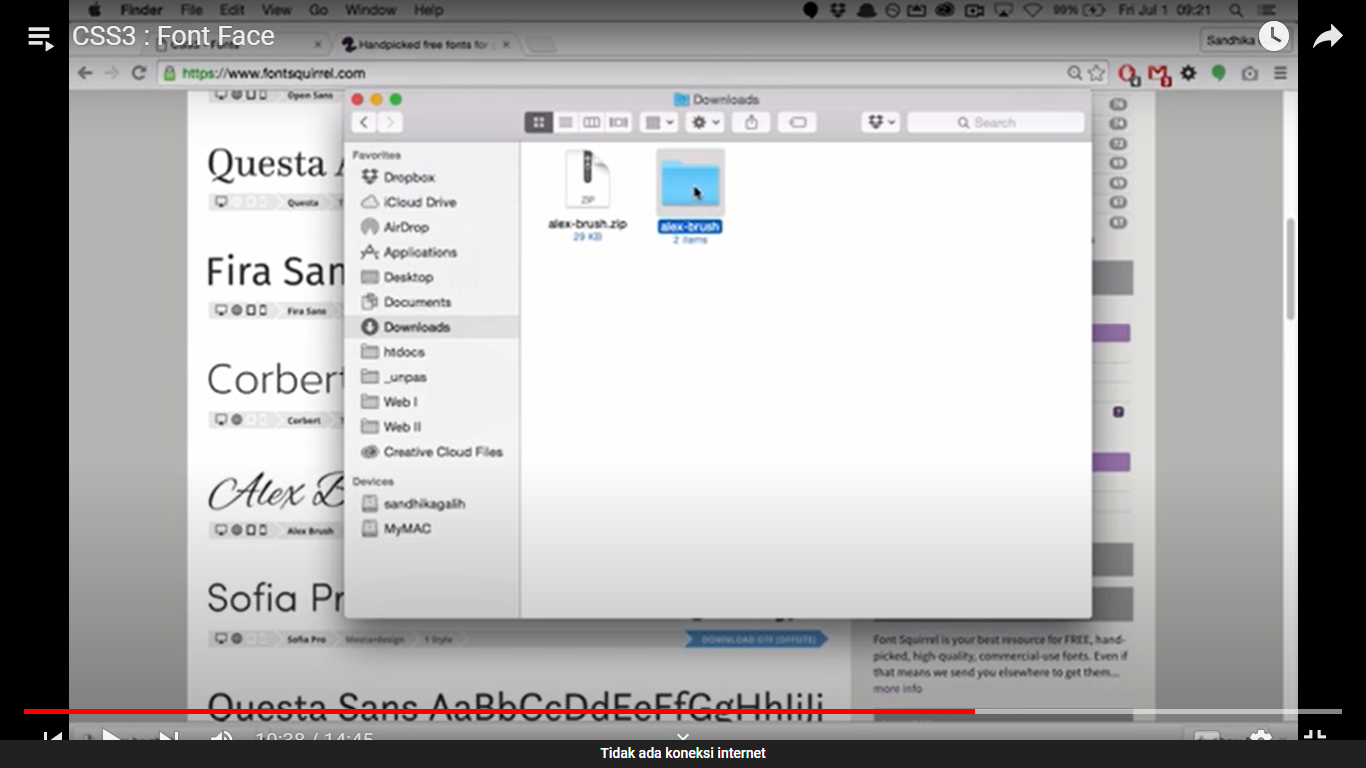 Finder File Edit View Go Window Help 99% Fri Jul 1 09:21
CSS3 : Font Face
Handpicked free fonts for
Sandhika
https://www.fontsquirrel.com
Open Sans
Downloads
Search
Questa A
Questa
Fira San
Fira Sans
Corbert
Corbert
Alex B
Alex Brush
Sofia Pr
Sofia Pro Mostardesign 1 Style
DOWNLOAD OTF (OFFSITE)
Favorites
Dropbox
iCloud Drive
AirDrop
Applications
Desktop
Documents
Downloads
htdocs
_unpas
Web I
Web II
Creative Cloud Files
Devices
sandhikagalih
MyMAC
ZIP
alex-brush.zip
29 KB
alex-brush
2 items
Font Squirrel is your best resource for FREE, hand-
picked, high-quality, commercial-use fonts. Even if
that means we send you elsewhere to get them...
more info
Questa Sans AaBbCcDdEeFfGgHhIiJj
10:38 / 14:45
Tidak ada koneksi internet